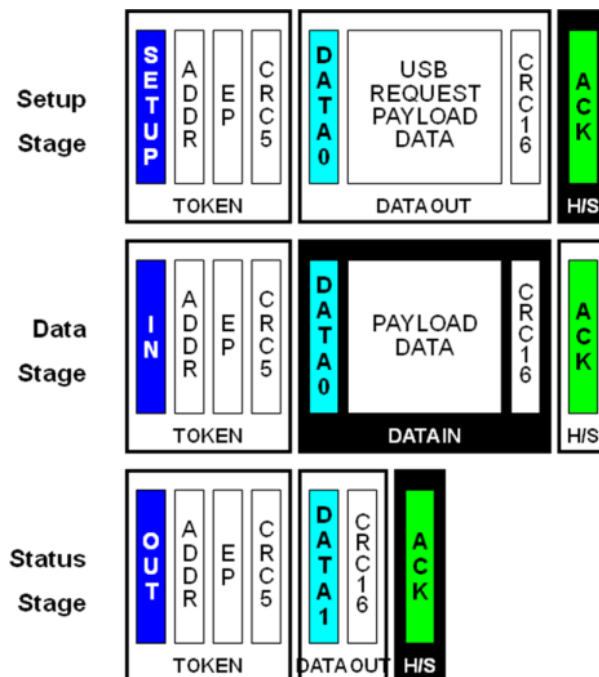 Setup
Stage
SETUP
ADDR
EP
CRC5
TOKEN
DATA0
USB
REQUEST
PAYLOAD
DATA
CRC16
DATA OUT
ACK
H/S
Data
Stage
IN
ADDR
EP
CRC5
TOKEN
DATA0
PAYLOAD
DATA
CRC16
DATA IN
ACK
H/S
Status
Stage
OUT
ADDR
EP
CRC5
TOKEN
DATA1
CRC16
DATA OUT
ACK
H/S